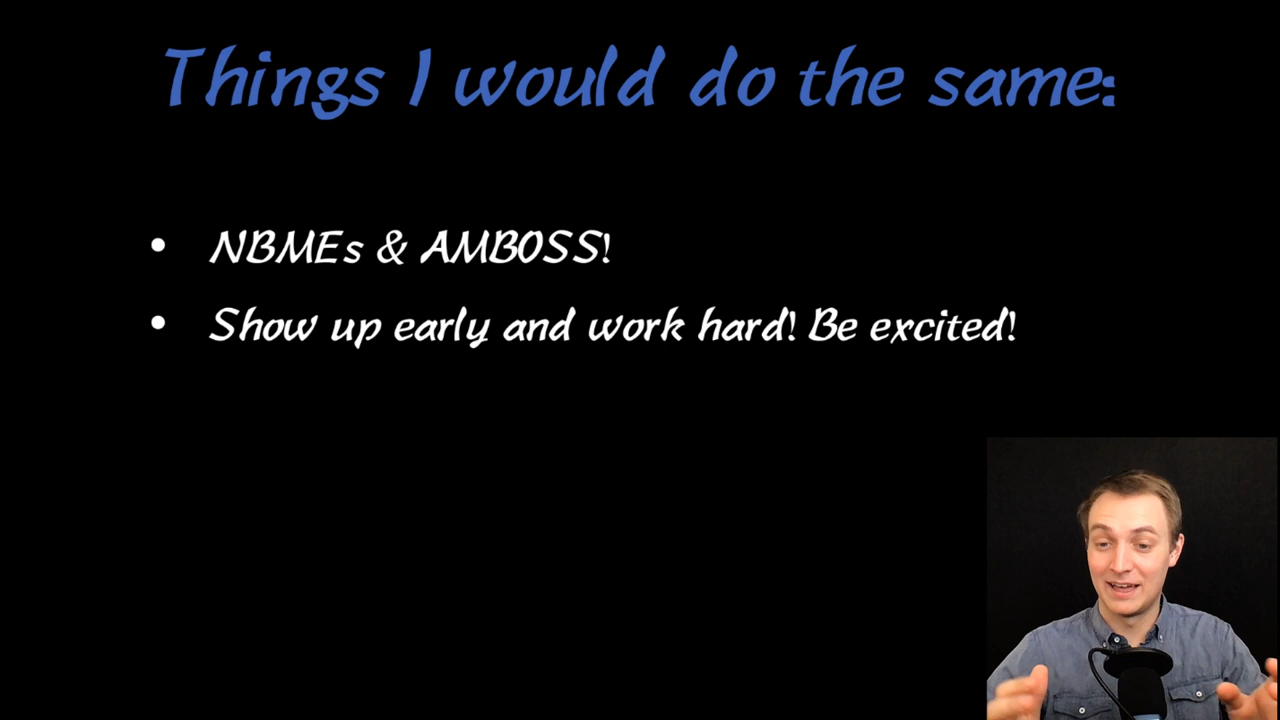 Things I would do the same:
• NBMEs & AMBOSS!
• Show up early and work hard! Be excited!